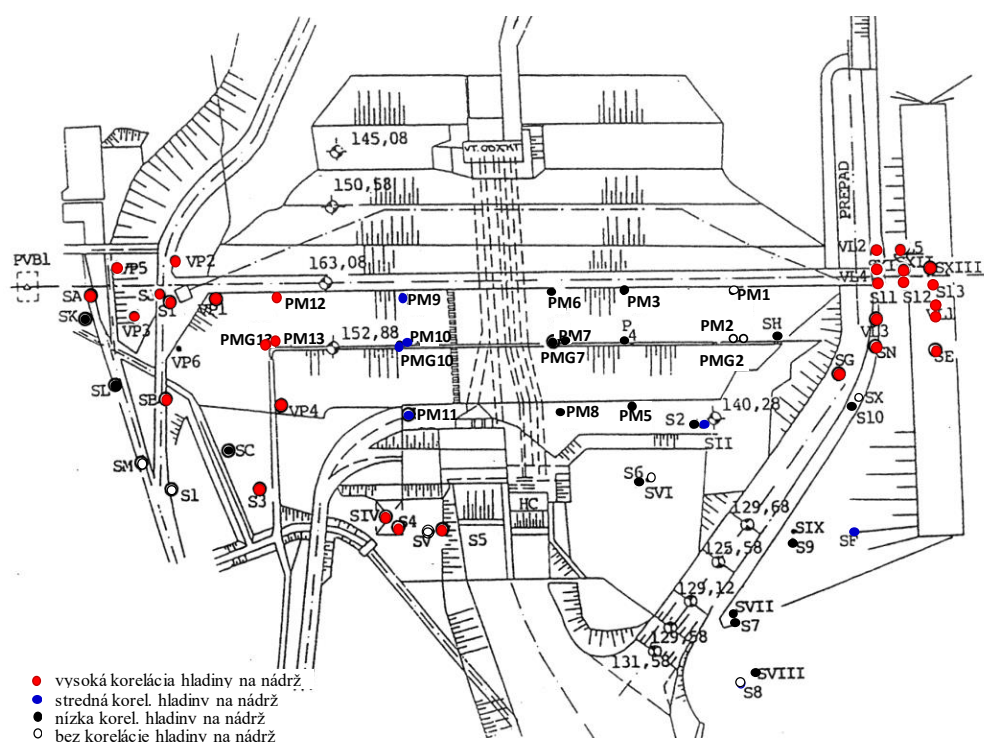 145,08
VT. OBJEKT
150,58
PREPAD
VP2
VL2
L5
PVB1
VP5
163,08
VL4
SXII
SXIII
SA
SJ
S1
VP1
PM12
PM9
PM6
PM3
PM1
S11
S12
S13
SK
VP3
VL3
VL1
PMG13
PM13
152,88
PM10
PM7
P
4
PM2
SH
VP6
PMG10
PMG7
PMG2
SN
SE
SL
SG
SB
VP4
PM11
PM8
PM5
S2
140,28
SX
SII
S10
SC
SM
S1
S3
S6
SVI
HC
129,68
SIV
S4
SV
S5
SIX
S9
SF
125,58
129,12
SVII
S7
129,58
131,58
SVIII
S8
vysoká korelácia hladiny na nádrž
stredná korel. hladiny na nádrž
nízka korel. hladiny na nádrž
bez korelácie hladiny na nádrž